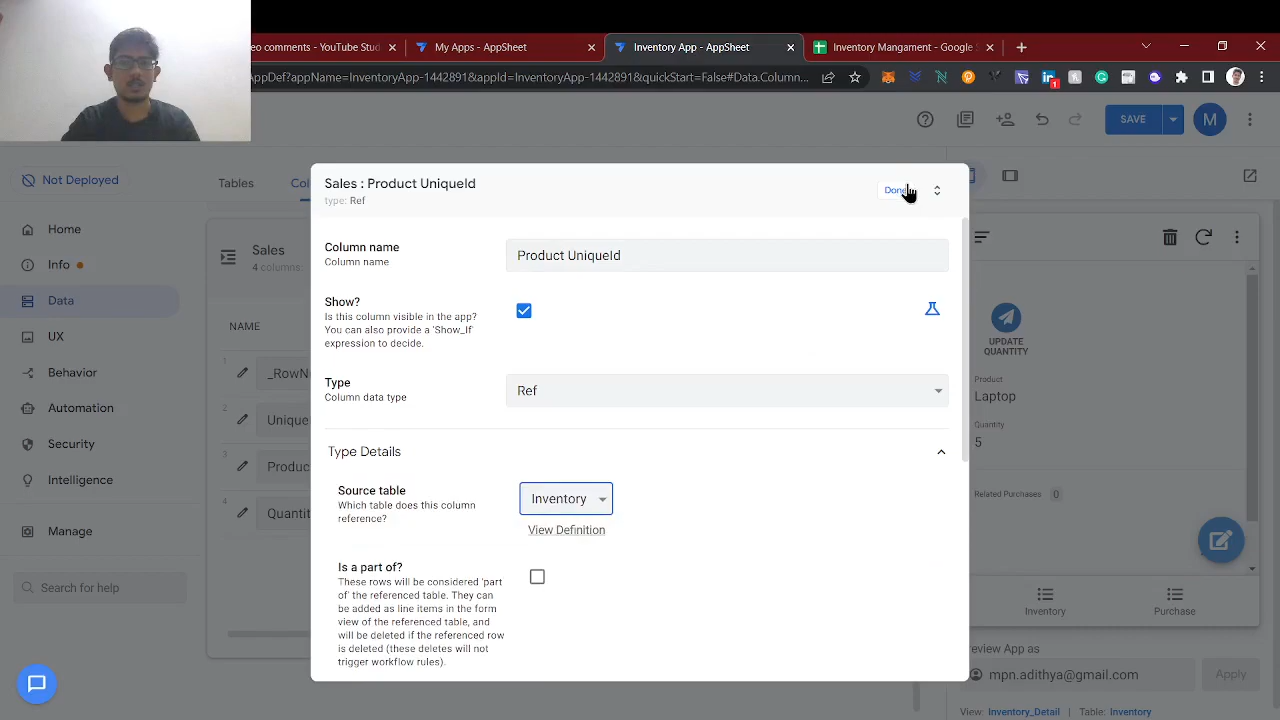 eo comments - YouTube Stud
My Apps - AppSheet
Inventory App - AppSheet
Inventory Mangament - Google S
AppDef?appName=InventoryApp-1442891&appId=InventoryApp-1442891&quickStart=False#Data.Column...
1
SAVE
M
Not Deployed
Tables
Col
Home
Info
Data
UX
Behavior
Automation
Security
Intelligence
Manage
Search for help
Sales
4 columns:
NAME
1
_RowNu
2
Unique
3
Produc
4
Quantit
Sales : Product UniqueId
type: Ref
Done
Column name
Column name
Product UniqueId
Show?
Is this column visible in the app?
You can also provide a 'Show_If'
expression to decide.
Type
Column data type
Ref
Type Details
Source table
Which table does this column
reference?
Inventory
View Definition
Is a part of?
These rows will be considered 'part
of' the referenced table. They can
be added as line items in the form
view of the referenced table, and
will be deleted if the referenced row
is deleted (these deletes will not
trigger workflow rules).
UPDATE
QUANTITY
Product
Laptop
Quantity
5
Related Purchases 0
Inventory
Purchase
review App as
mpn.adithya@gmail.com
Apply
View: Inventory_Detail | Table: Inventory